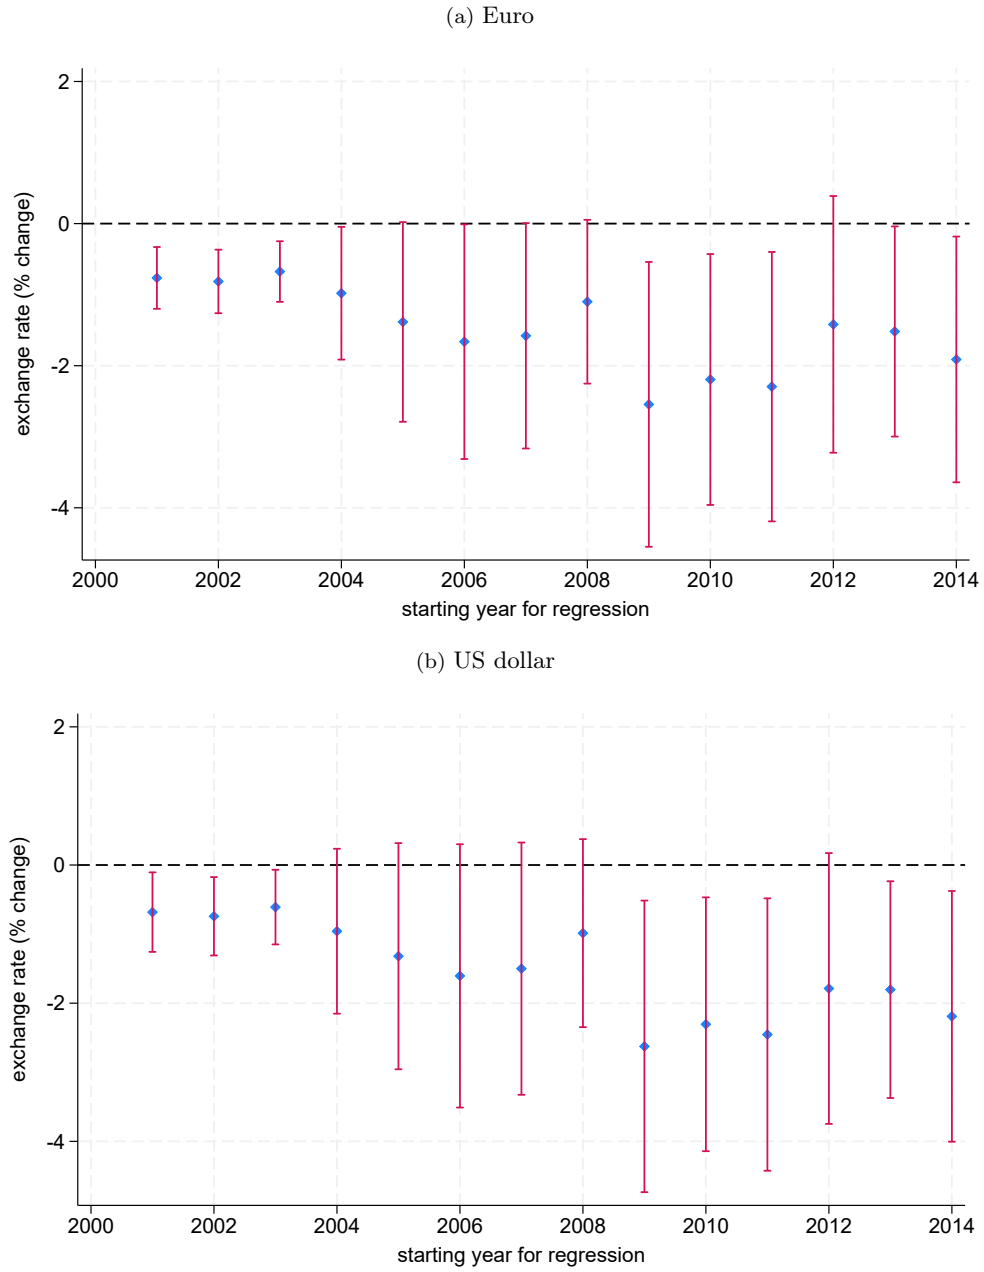 (a) Euro
2
0
-2
-4
exchange rate (% change)
2000 2002 2004 2006 2008 2010 2012 2014
starting year for regression
(b) US dollar
2
0
-2
-4
exchange rate (% change)
2000 2002 2004 2006 2008 2010 2012 2014
starting year for regression